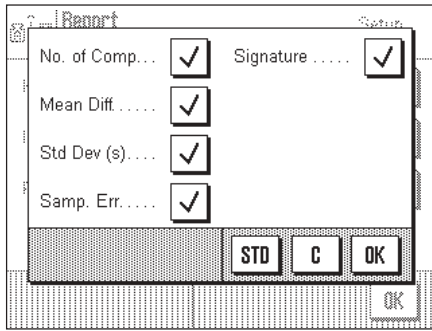 Report Setup
No. of Comp... Signature .....
Mean Diff......
Std Dev (s)....
Samp. Err.....
STD C OK
OK